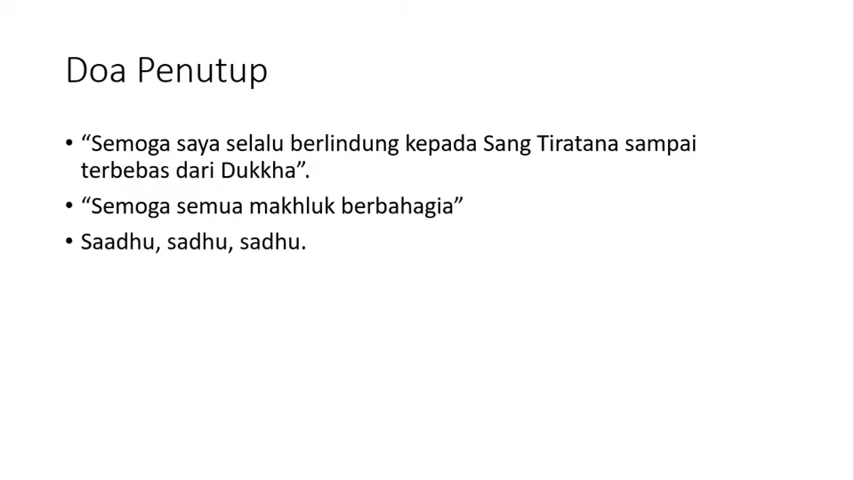 Doa Penutup
• “Semoga saya selalu berlindung kepada Sang Tiratana sampai
terbebas dari Dukkha”.
• “Semoga semua makhluk berbahagia”
• Saadhu, sadhu, sadhu.